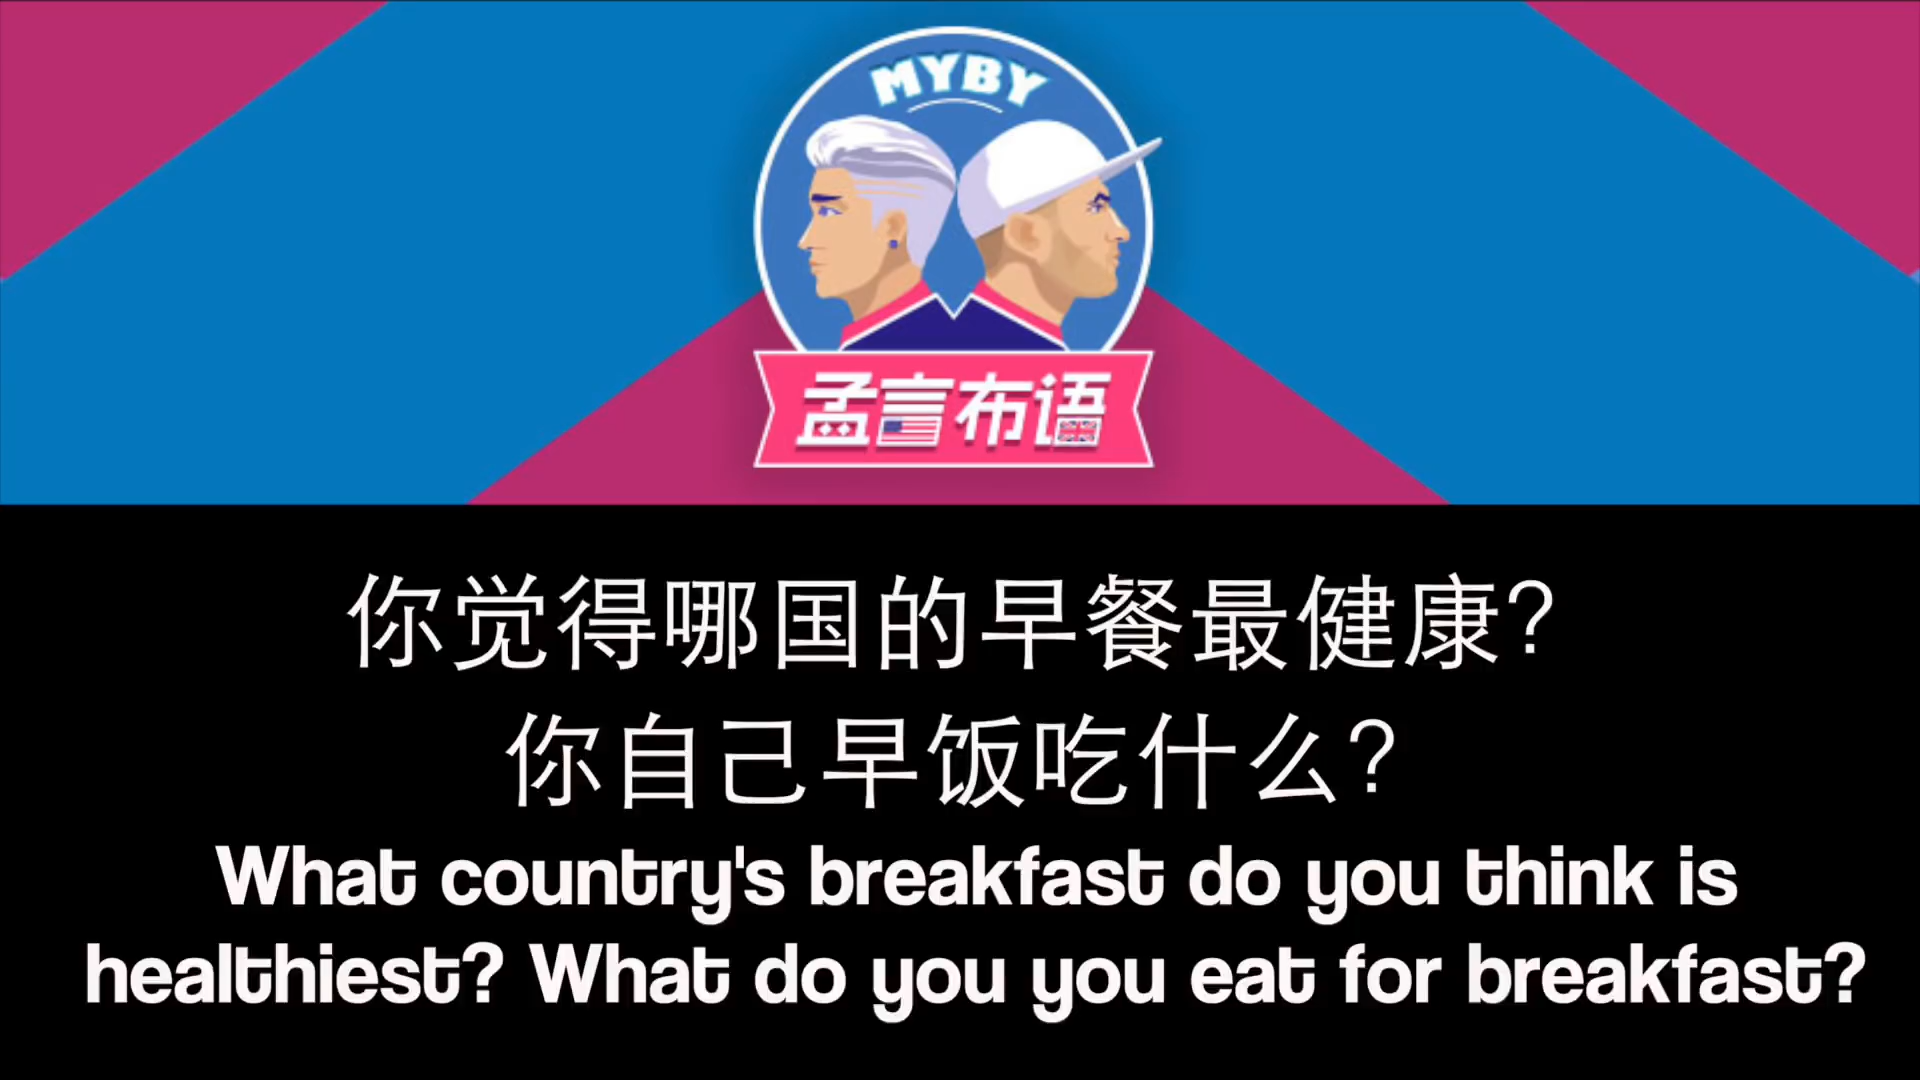 MYBY
孟言布语
你觉得哪国的早餐最健康?
你自己早饭吃什么?
What country's breakfast do you think is
healthiest? What do you you eat for breakfast?